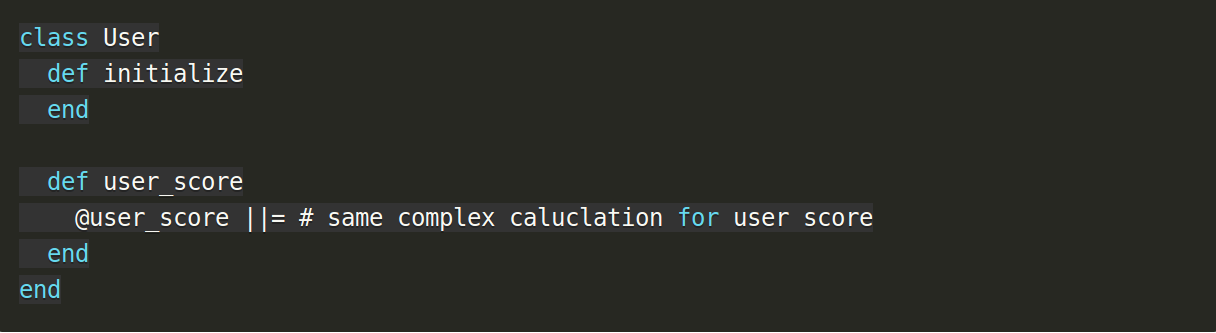 class User
  def initialize
  end

  def user_score
    @user_score ||= # same complex caluclation for user score
  end
end